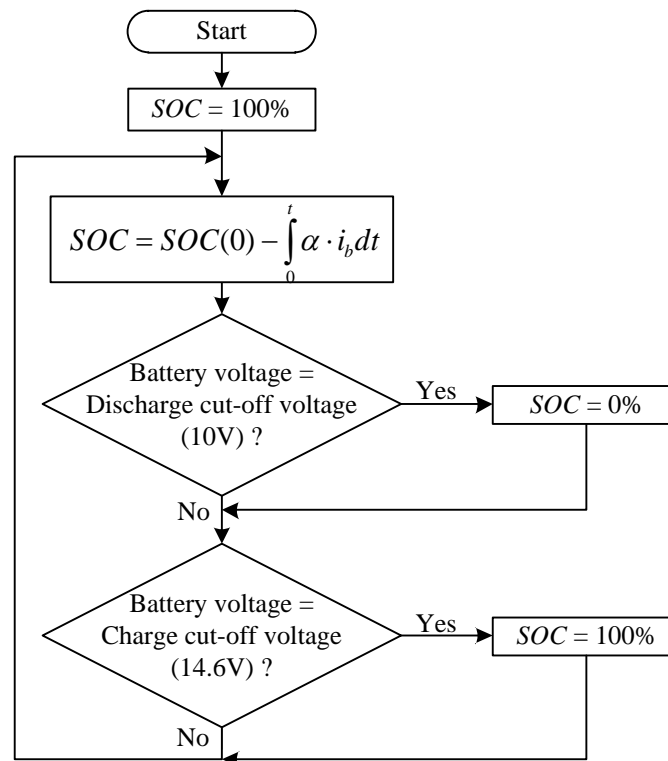 Start
SOC = 100%
SOC = SOC(0) − ∫₀ᵗ α · i_b dt
Battery voltage =
Discharge cut-off voltage
(10V) ?
Yes
SOC = 0%
No
Battery voltage =
Charge cut-off voltage
(14.6V) ?
Yes
SOC = 100%
No